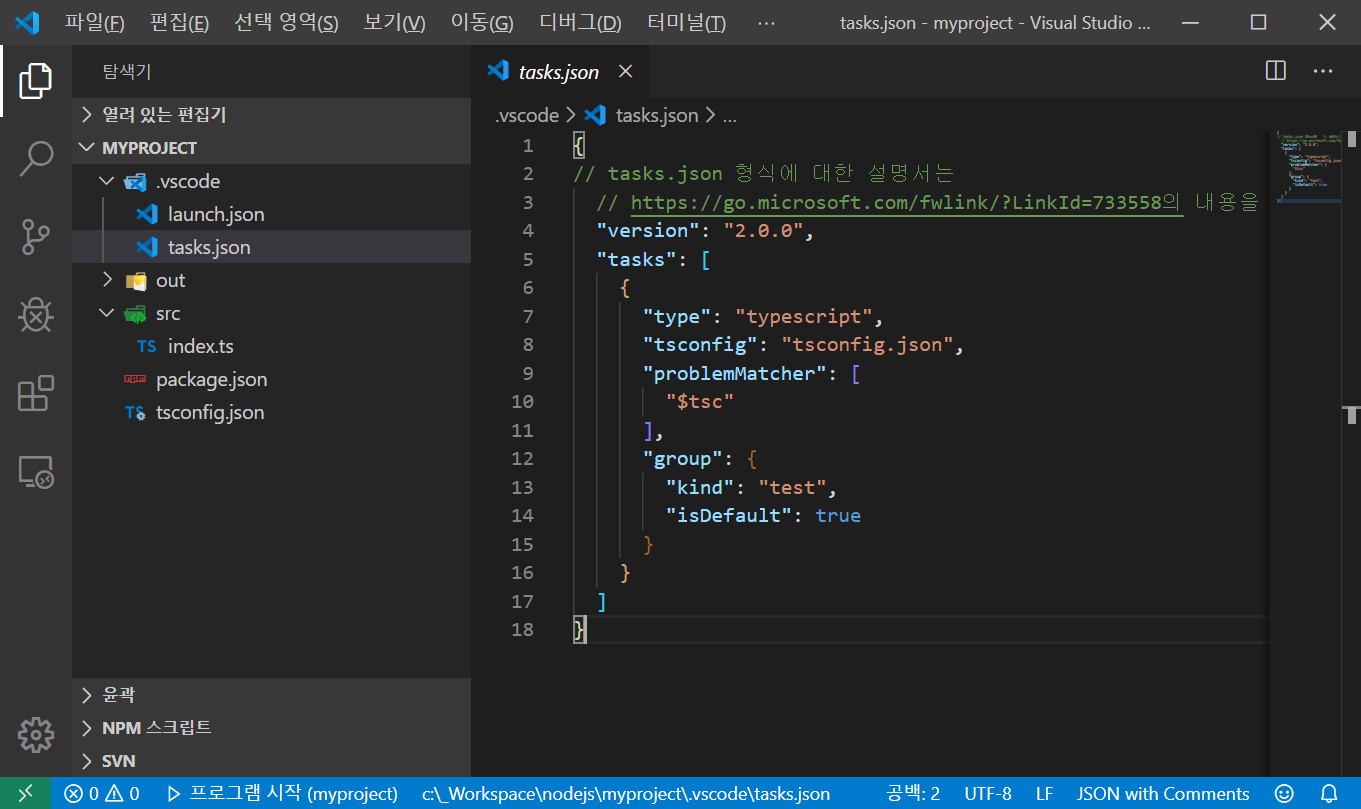 파일(F) 편집(E) 선택 영역(S) 보기(V) 이동(G) 디버그(D) 터미널(T) ··· tasks.json - myproject - Visual Studio ...
탐색기
열려 있는 편집기
MYPROJECT
.vscode
launch.json
tasks.json
out
src
TS index.ts
package.json
TS tsconfig.json
윤곽
NPM 스크립트
SVN
tasks.json
.vscode > tasks.json > ...
1 {
2 // tasks.json 형식에 대한 설명서는
3 // https://go.microsoft.com/fwlink/?LinkId=733558의 내용을
4 "version": "2.0.0",
5 "tasks": [
6 {
7 "type": "typescript",
8 "tsconfig": "tsconfig.json",
9 "problemMatcher": [
10 "$tsc"
11 ],
12 "group": {
13 "kind": "test",
14 "isDefault": true
15 }
16 }
17 ]
18 }
0 0 프로그램 시작 (myproject) c:\_Workspace\nodejs\myproject\.vscode\tasks.json 공백: 2 UTF-8 LF JSON with Comments